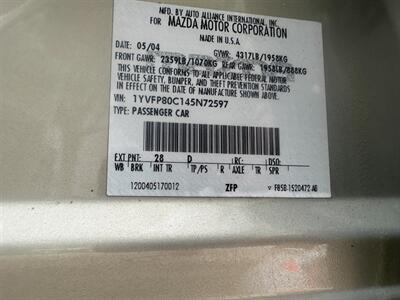 MFD. BY AUTO ALLIANCE INTERNATIONAL, INC.
FOR MAZDA MOTOR CORPORATION
MADE IN U.S.A.
DATE: 05/04 GVWR: 4317LB/1958KG
FRONT GAWR: 2359LB/1070KG REAR GAWR: 1958LB/888KG
THIS VEHICLE CONFORMS TO ALL APPLICABLE FEDERAL MOTOR
VEHICLE SAFETY, BUMPER, AND THEFT PREVENTION STANDARDS
IN EFFECT ON THE DATE OF MANUFACTURE SHOWN ABOVE.
VIN: 1YVFP80C145N72597
TYPE: PASSENGER CAR
EXT PNT: 28 D RC: DSO:
WB BRK INT TR TP/PS R AXLE TR SPR
1200405170012 ZFP F85B-1520472-AB